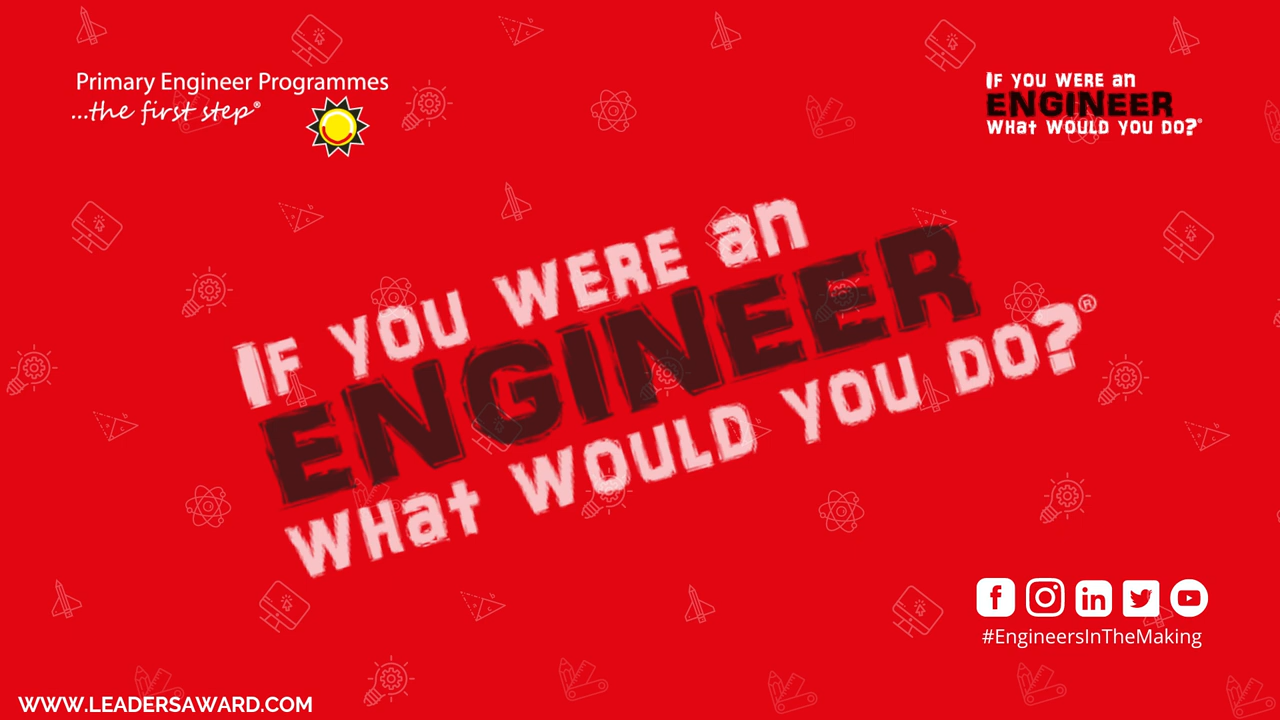 Primary Engineer Programmes
...the first step®
IF YOU WERE an
ENGINEER
WHat WOULD YOU DO?®
IF YOU WERE an
ENGINEER
WHat WOULD YOU DO?®
#EngineersInTheMaking
WWW.LEADERSAWARD.COM